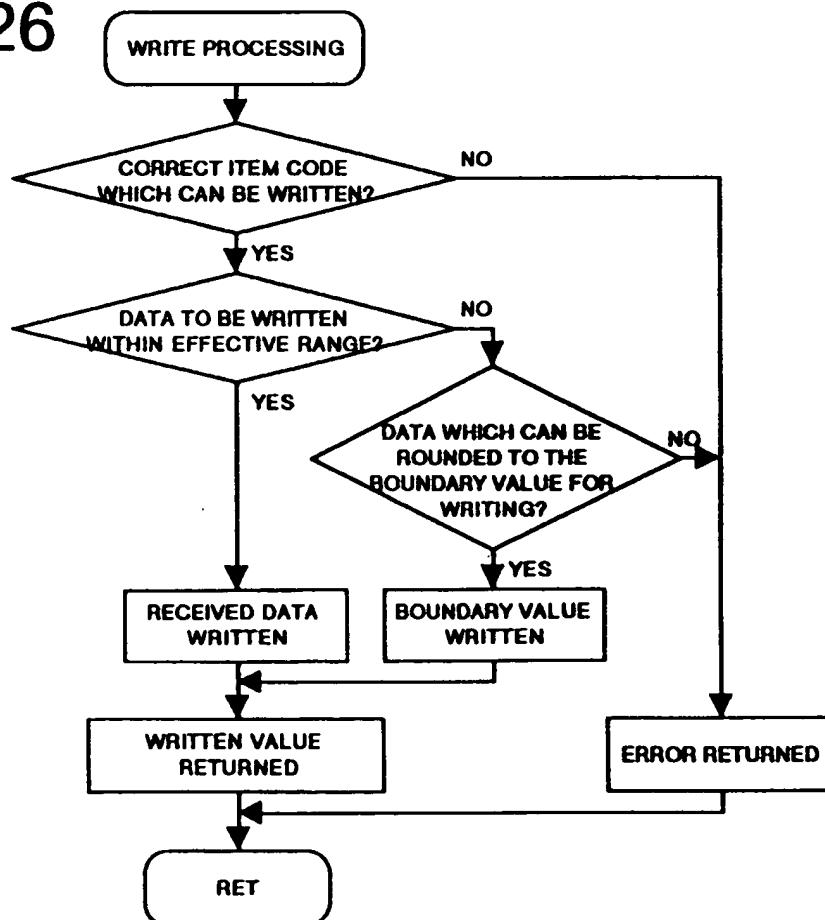 26
WRITE PROCESSING
CORRECT ITEM CODE
WHICH CAN BE WRITTEN?
NO
YES
DATA TO BE WRITTEN
WITHIN EFFECTIVE RANGE?
NO
YES
DATA WHICH CAN BE
ROUNDED TO THE
BOUNDARY VALUE FOR
WRITING?
NO
YES
RECEIVED DATA
WRITTEN
BOUNDARY VALUE
WRITTEN
WRITTEN VALUE
RETURNED
ERROR RETURNED
RET